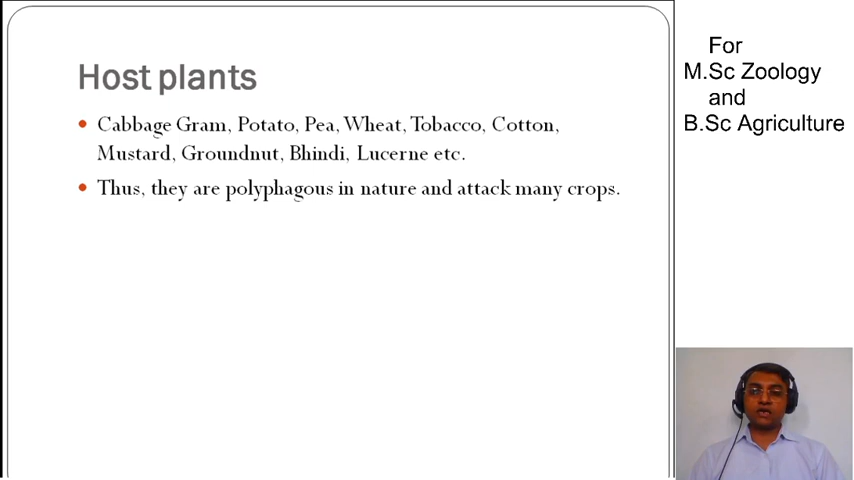 Host plants
• Cabbage Gram, Potato, Pea, Wheat, Tobacco, Cotton,
Mustard, Groundnut, Bhindi, Lucerne etc.
• Thus, they are polyphagous in nature and attack many crops.
For
M.Sc Zoology
and
B.Sc Agriculture